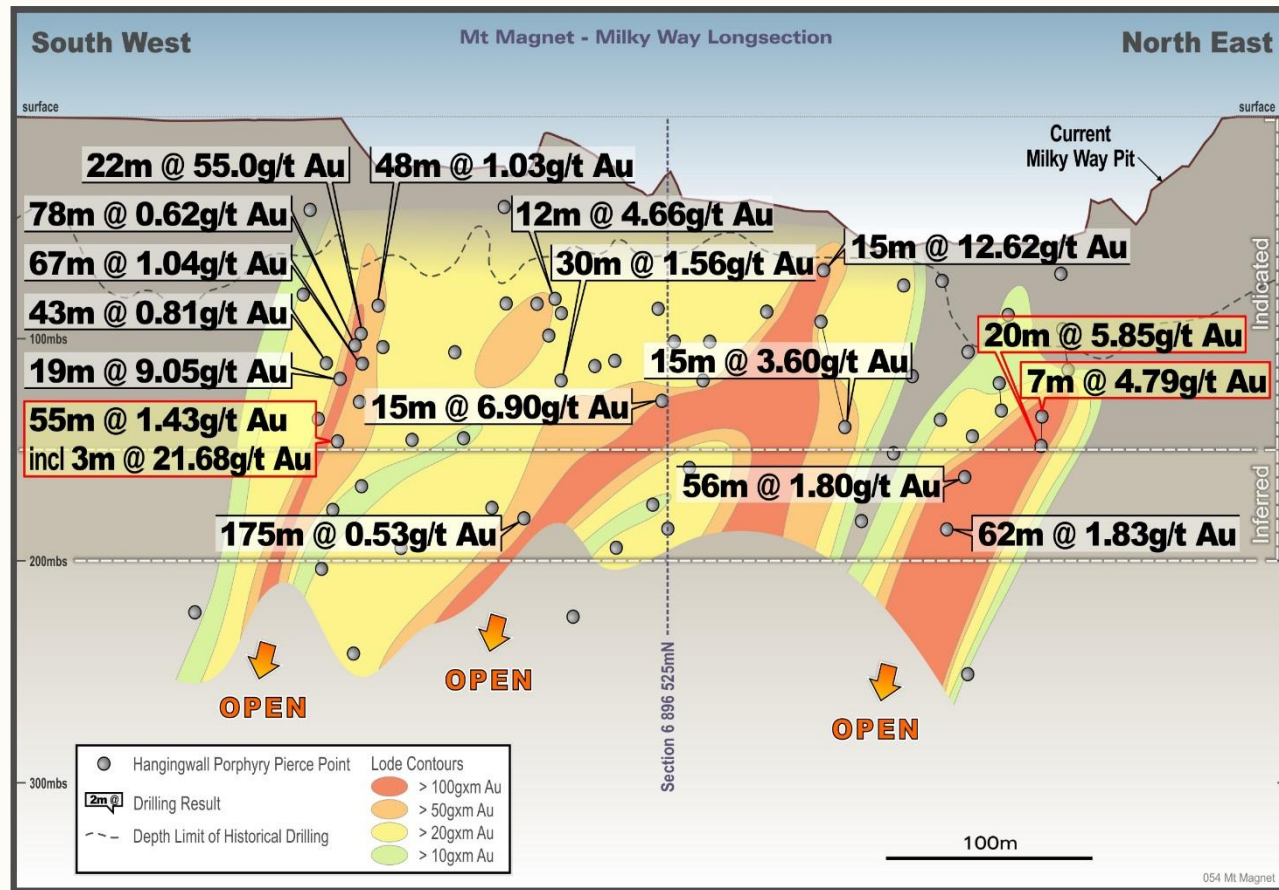 South West
Mt Magnet - Milky Way Longsection
North East
surface
surface
Current
Milky Way Pit
22m @ 55.0g/t Au
48m @ 1.03g/t Au
78m @ 0.62g/t Au
12m @ 4.66g/t Au
67m @ 1.04g/t Au
30m @ 1.56g/t Au
15m @ 12.62g/t Au
43m @ 0.81g/t Au
Indicated
100mbs
20m @ 5.85g/t Au
19m @ 9.05g/t Au
15m @ 3.60g/t Au
7m @ 4.79g/t Au
15m @ 6.90g/t Au
55m @ 1.43g/t Au
incl 3m @ 21.68g/t Au
56m @ 1.80g/t Au
Inferred
175m @ 0.53g/t Au
62m @ 1.83g/t Au
200mbs
OPEN
OPEN
OPEN
Section 6 896 525mN
Hangingwall Porphyry Pierce Point
2m @
Drilling Result
Depth Limit of Historical Drilling
Lode Contours
> 100gxm Au
> 50gxm Au
> 20gxm Au
> 10gxm Au
300mbs
100m
054 Mt Magnet